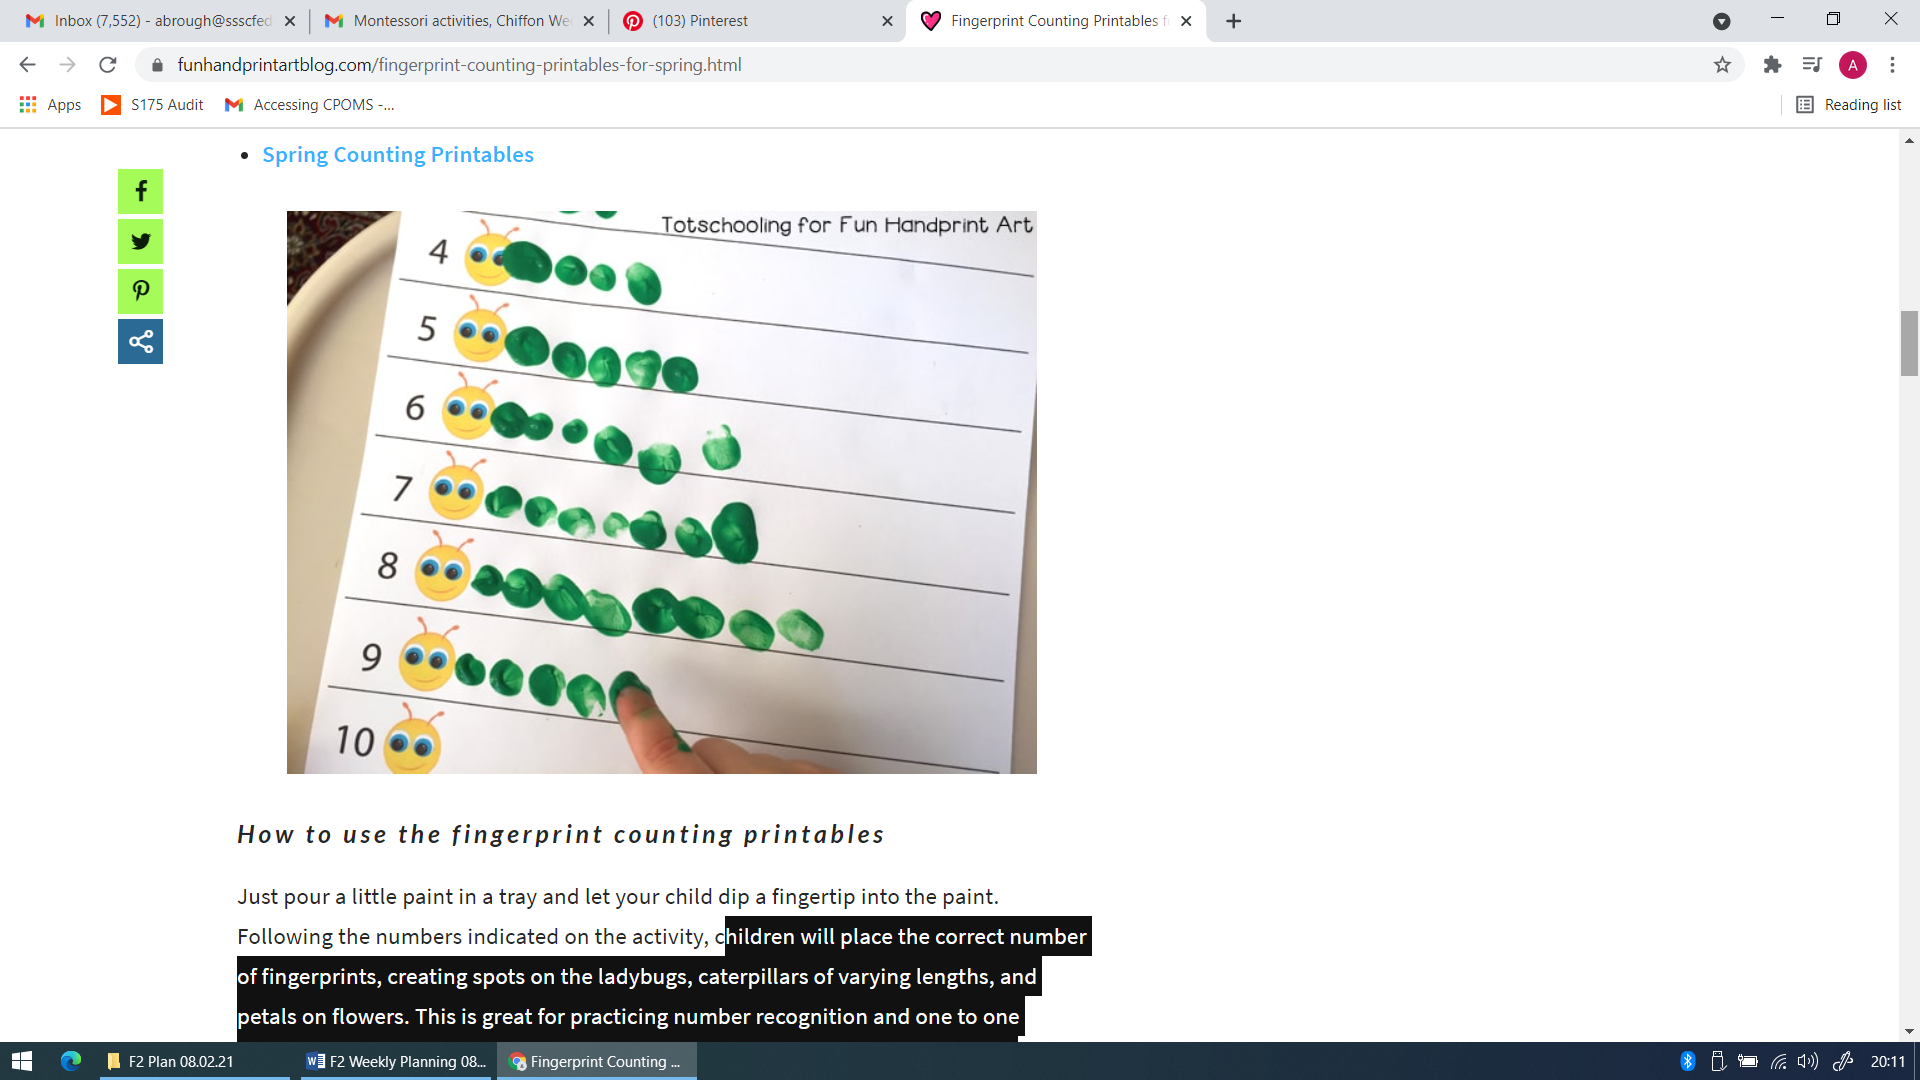 Inbox (7,552) - abrough@ssscfed
Montessori activities, Chiffon We
(103) Pinterest
Fingerprint Counting Printables f
funhandprintartblog.com/fingerprint-counting-printables-for-spring.html
A
Apps
S175 Audit
Accessing CPOMS -...
Reading list
Spring Counting Printables
Totschooling for Fun Handprint Art
4
5
6
7
8
9
10
How to use the fingerprint counting printables
Just pour a little paint in a tray and let your child dip a fingertip into the paint.
Following the numbers indicated on the activity, children will place the correct number
of fingerprints, creating spots on the ladybugs, caterpillars of varying lengths, and
petals on flowers. This is great for practicing number recognition and one to one
F2 Plan 08.02.21
F2 Weekly Planning 08...
Fingerprint Counting ...
20:11